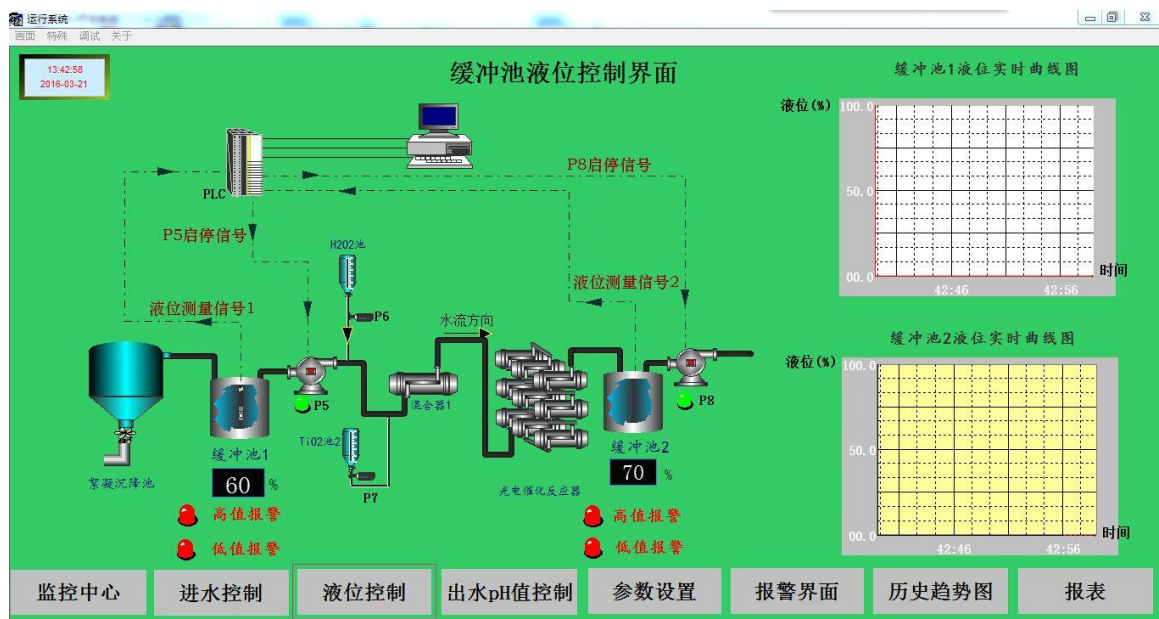 运行系统
画面 特殊 调试 关于
13:42:58
2016-03-21
缓冲池液位控制界面
缓冲池1液位实时曲线图
液位(%)
100.0
50.0
00.0
42:46
42:56
时间
PLC
P8启停信号
P5启停信号
H2O2池
液位测量信号1
液位测量信号2
P6
水流方向
P5
混合器1
P8
TiO2池2
P7
缓冲池1
缓冲池2
絮凝沉降池
60 %
70 %
光电催化反应器
高值报警
低值报警
高值报警
低值报警
缓冲池2液位实时曲线图
液位(%)
100.0
50.0
00.0
42:46
42:56
时间
监控中心
进水控制
液位控制
出水pH值控制
参数设置
报警界面
历史趋势图
报表